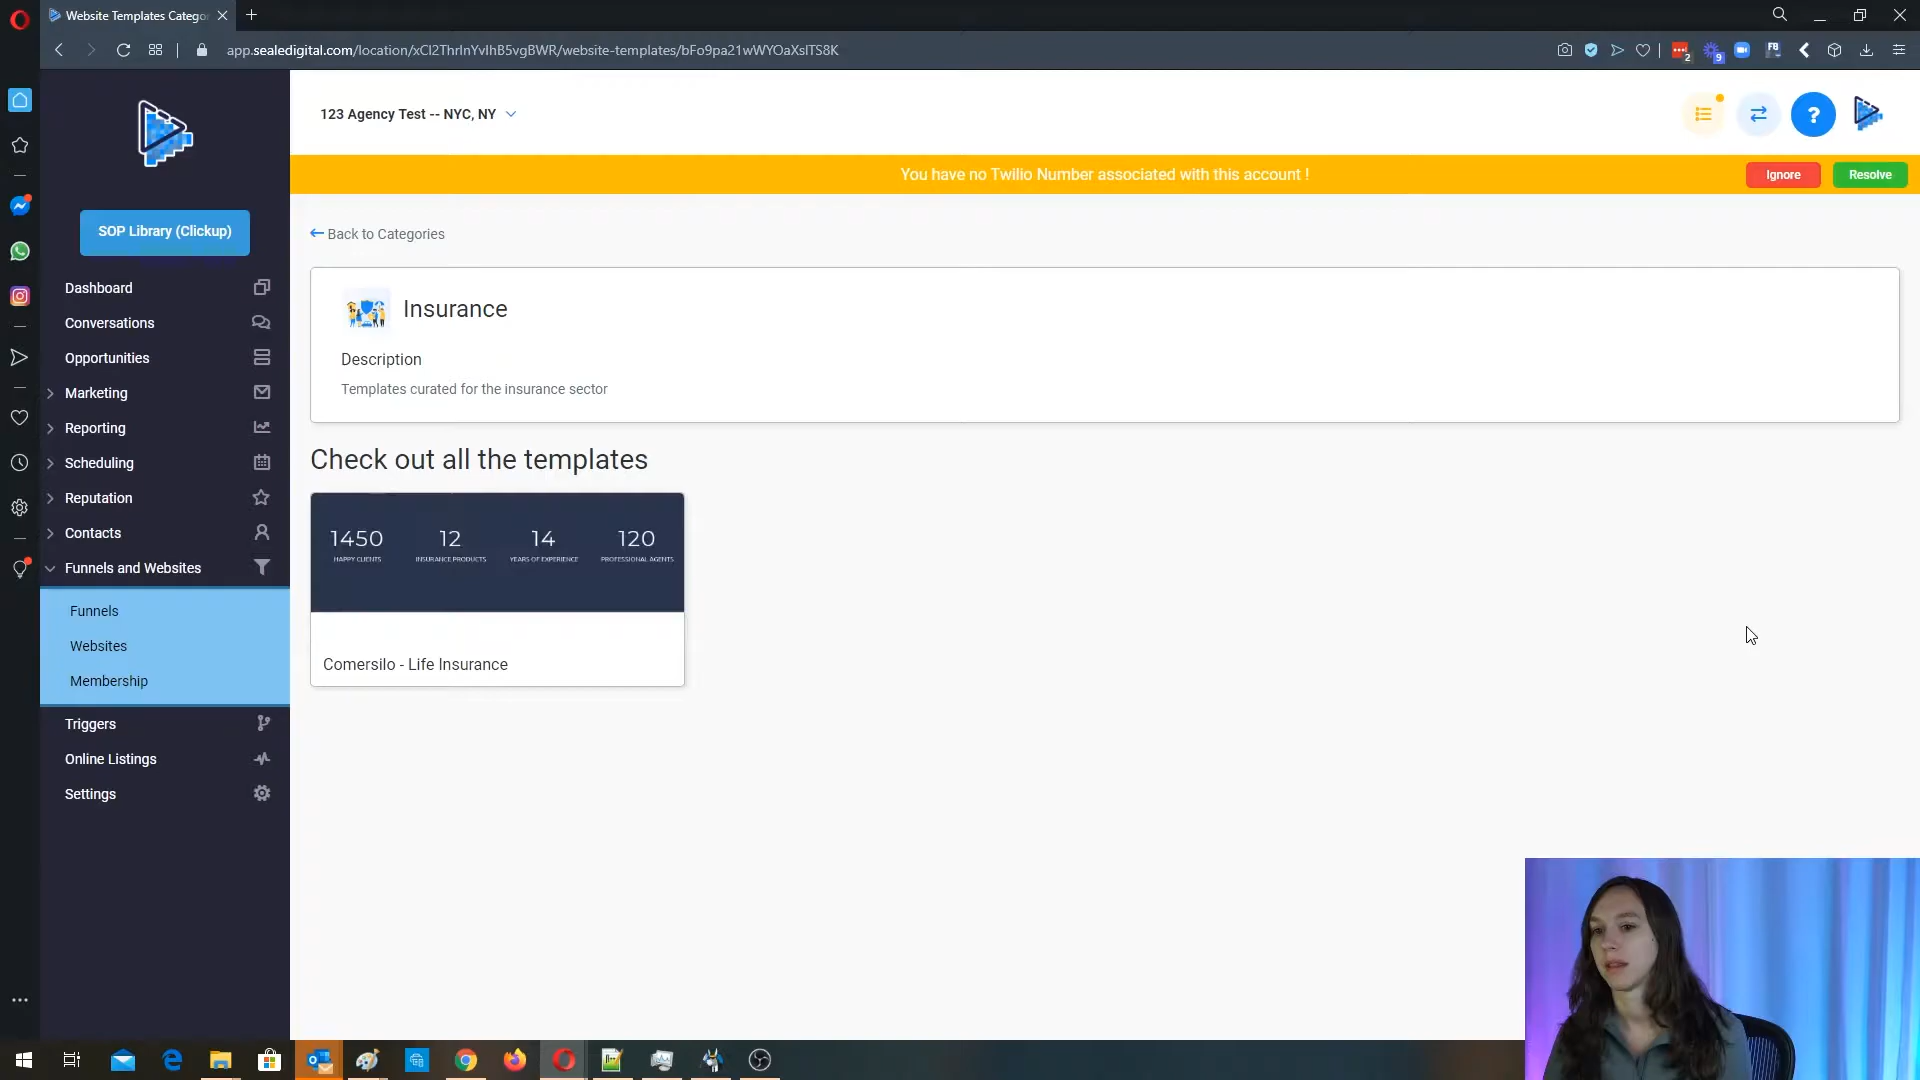 Website Templates Catego
app.sealedigital.com/location/xCl2ThrlnYvlhB5vgBWR/website-templates/bFo9pa21wWYOaXslTS8K
2
9
FB
123 Agency Test -- NYC, NY
?
You have no Twilio Number associated with this account !
Ignore
Resolve
SOP Library (Clickup)
Dashboard
Conversations
Opportunities
Marketing
Reporting
Scheduling
Reputation
Contacts
Funnels and Websites
Funnels
Websites
Membership
Triggers
Online Listings
Settings
Back to Categories
Insurance
Description
Templates curated for the insurance sector
Check out all the templates
1450 12 14 120
HAPPY CLIENTS INSURANCE PRODUCTS YEARS OF EXPERIENCE PROFESSIONAL AGENTS
Comersilo - Life Insurance